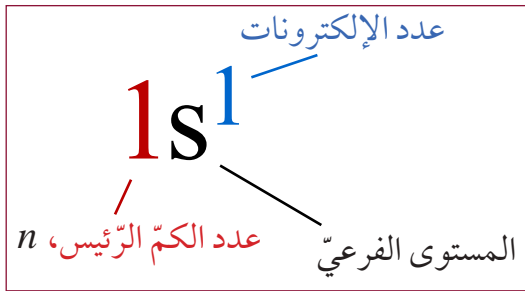 عدد الإلكترونات
1s¹
عدد الكمّ الرّئيس، n
المستوى الفرعيّ